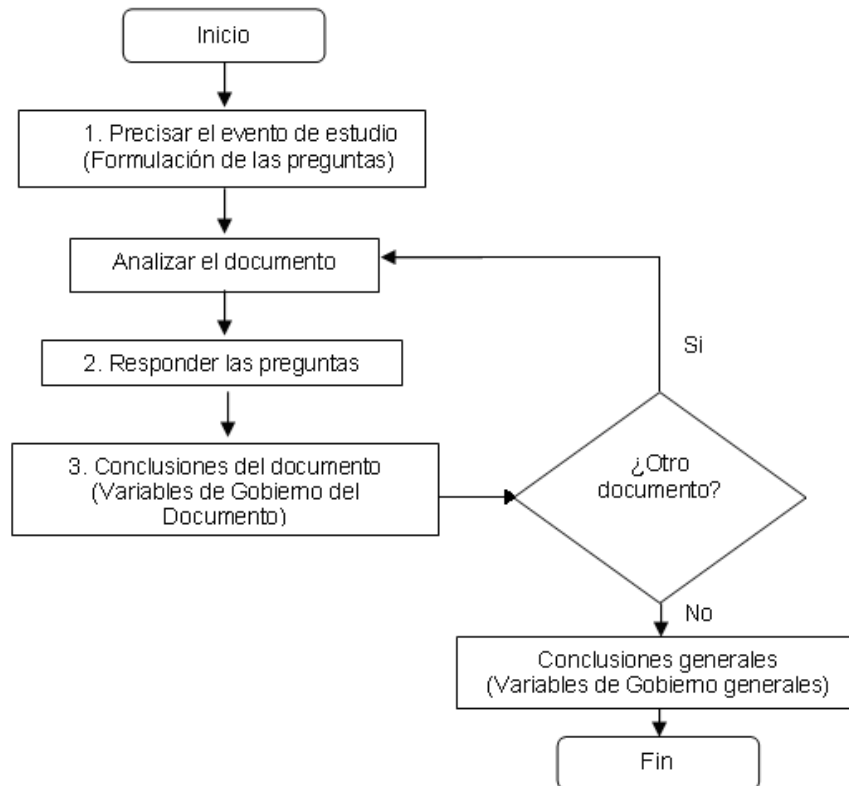 Inicio
1. Precisar el evento de estudio
(Formulación de las preguntas)
Analizar el documento
2. Responder las preguntas
3. Conclusiones del documento
(Variables de Gobierno del
Documento)
¿Otro
documento?
Si
No
Conclusiones generales
(Variables de Gobierno generales)
Fin